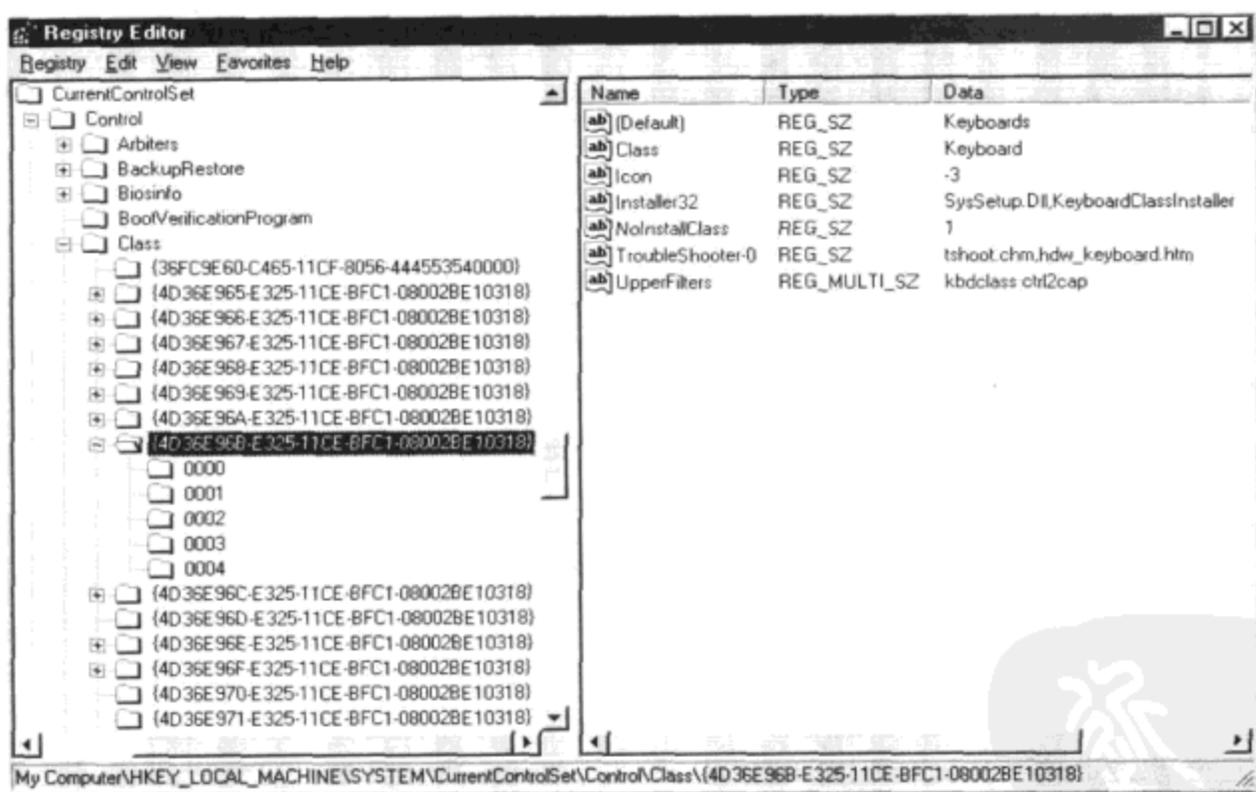 Registry Editor
Registry Edit View Favorites Help
CurrentControlSet
Control
Arbiters
BackupRestore
Biosinfo
BootVerificationProgram
Class
{36FC9E60-C465-11CF-8056-444553540000}
{4D36E965-E325-11CE-BFC1-08002BE10318}
{4D36E966-E325-11CE-BFC1-08002BE10318}
{4D36E967-E325-11CE-BFC1-08002BE10318}
{4D36E968-E325-11CE-BFC1-08002BE10318}
{4D36E969-E325-11CE-BFC1-08002BE10318}
{4D36E96A-E325-11CE-BFC1-08002BE10318}
{4D36E96B-E325-11CE-BFC1-08002BE10318}
0000
0001
0002
0003
0004
{4D36E96C-E325-11CE-BFC1-08002BE10318}
{4D36E96D-E325-11CE-BFC1-08002BE10318}
{4D36E96E-E325-11CE-BFC1-08002BE10318}
{4D36E96F-E325-11CE-BFC1-08002BE10318}
{4D36E970-E325-11CE-BFC1-08002BE10318}
{4D36E971-E325-11CE-BFC1-08002BE10318}
Name Type Data
(Default) REG_SZ Keyboards
Class REG_SZ Keyboard
Icon REG_SZ -3
Installer32 REG_SZ SysSetup.Dll,KeyboardClassInstaller
NoInstallClass REG_SZ 1
TroubleShooter-0 REG_SZ tshoot.chm,hdw_keyboard.htm
UpperFilters REG_MULTI_SZ kbdclass ctrl2cap
My Computer\HKEY_LOCAL_MACHINE\SYSTEM\CurrentControlSet\Control\Class\{4D36E96B-E325-11CE-BFC1-08002BE10318}